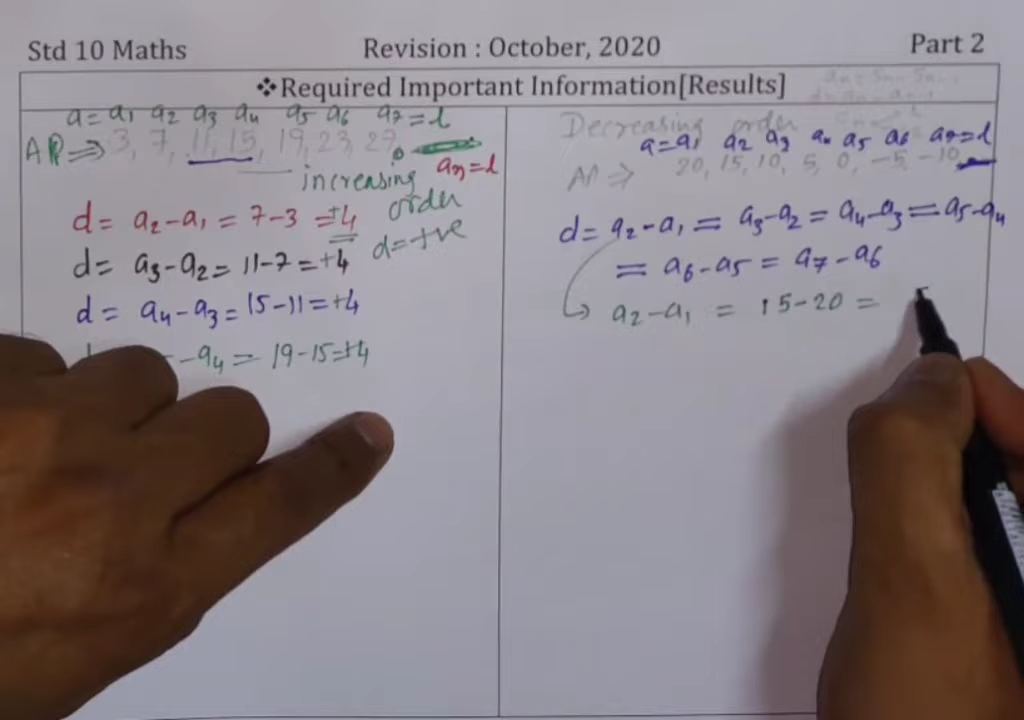 Std 10 Maths Revision : October, 2020 Part 2
❖Required Important Information[Results]
a= a1 a2 a3 a4 a5 a6 a7=l
AP⇒ 3, 7, 11, 15, 19, 23, 27
an=l
increasing order
d=+ve
d= a2-a1= 7-3 =+4
d= a3-a2= 11-7=+4
d= a4-a3= 15-11=+4
-a4= 19-15=+4
Decreasing order
a=a1 a2 a3 a4 a5 a6 a7=l
AP⇒ 20, 15, 10, 5, 0, -5, -10
d= a2-a1= a3-a2= a4-a3=a5-a4
= a6-a5= a7-a6
↪ a2-a1 = 15-20=